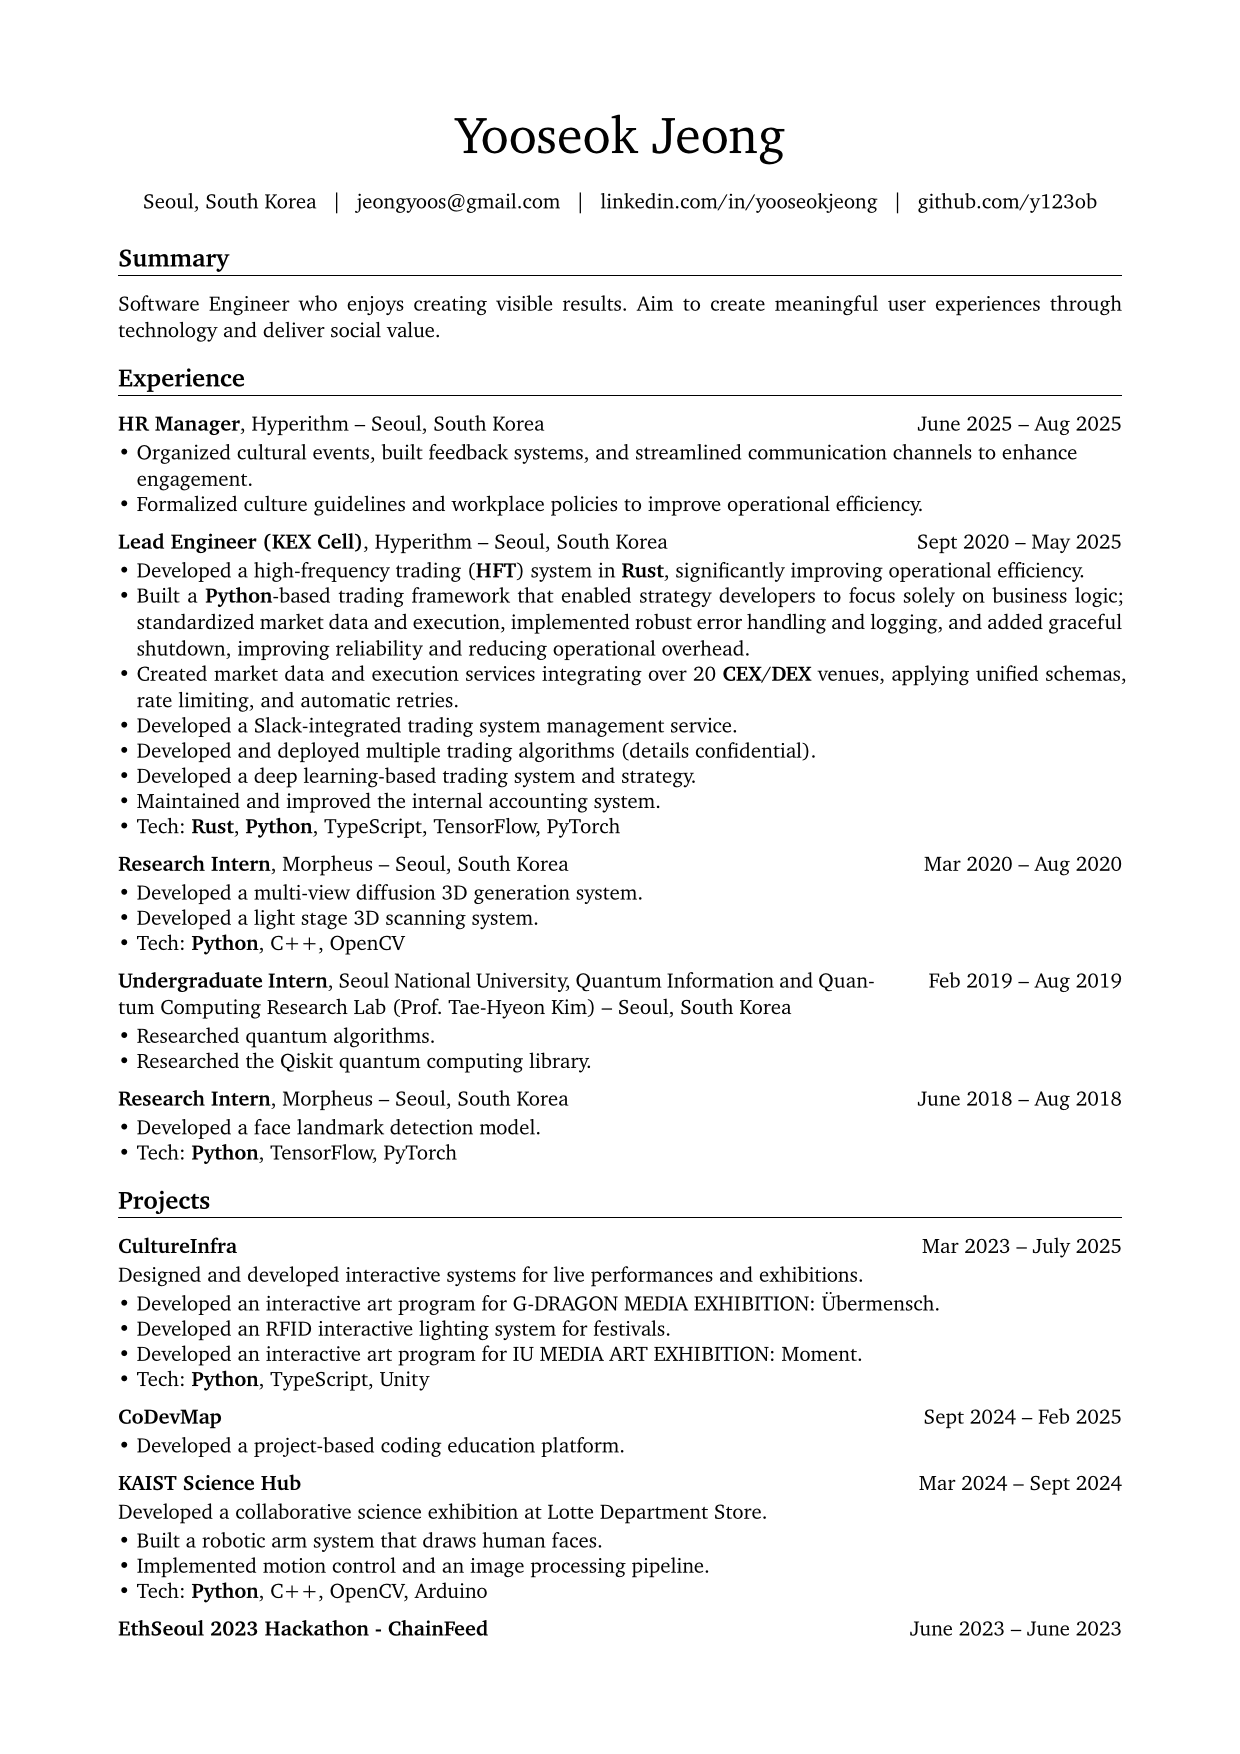 Yooseok Jeong
Seoul, South Korea | jeongyoos@gmail.com | linkedin.com/in/yooseokjeong | github.com/y123ob
Summary
Software Engineer who enjoys creating visible results. Aim to create meaningful user experiences through
technology and deliver social value.
Experience
HR Manager, Hyperithm – Seoul, South Korea June 2025 – Aug 2025
• Organized cultural events, built feedback systems, and streamlined communication channels to enhance
engagement.
• Formalized culture guidelines and workplace policies to improve operational efficiency.
Lead Engineer (KEX Cell), Hyperithm – Seoul, South Korea Sept 2020 – May 2025
• Developed a high-frequency trading (HFT) system in Rust, significantly improving operational efficiency.
• Built a Python-based trading framework that enabled strategy developers to focus solely on business logic;
standardized market data and execution, implemented robust error handling and logging, and added graceful
shutdown, improving reliability and reducing operational overhead.
• Created market data and execution services integrating over 20 CEX/DEX venues, applying unified schemas,
rate limiting, and automatic retries.
• Developed a Slack-integrated trading system management service.
• Developed and deployed multiple trading algorithms (details confidential).
• Developed a deep learning-based trading system and strategy.
• Maintained and improved the internal accounting system.
• Tech: Rust, Python, TypeScript, TensorFlow, PyTorch
Research Intern, Morpheus – Seoul, South Korea Mar 2020 – Aug 2020
• Developed a multi-view diffusion 3D generation system.
• Developed a light stage 3D scanning system.
• Tech: Python, C++, OpenCV
Undergraduate Intern, Seoul National University, Quantum Information and Quan- Feb 2019 – Aug 2019
tum Computing Research Lab (Prof. Tae-Hyeon Kim) – Seoul, South Korea
• Researched quantum algorithms.
• Researched the Qiskit quantum computing library.
Research Intern, Morpheus – Seoul, South Korea June 2018 – Aug 2018
• Developed a face landmark detection model.
• Tech: Python, TensorFlow, PyTorch
Projects
CultureInfra Mar 2023 – July 2025
Designed and developed interactive systems for live performances and exhibitions.
• Developed an interactive art program for G-DRAGON MEDIA EXHIBITION: Übermensch.
• Developed an RFID interactive lighting system for festivals.
• Developed an interactive art program for IU MEDIA ART EXHIBITION: Moment.
• Tech: Python, TypeScript, Unity
CoDevMap Sept 2024 – Feb 2025
• Developed a project-based coding education platform.
KAIST Science Hub Mar 2024 – Sept 2024
Developed a collaborative science exhibition at Lotte Department Store.
• Built a robotic arm system that draws human faces.
• Implemented motion control and an image processing pipeline.
• Tech: Python, C++, OpenCV, Arduino
EthSeoul 2023 Hackathon - ChainFeed June 2023 – June 2023